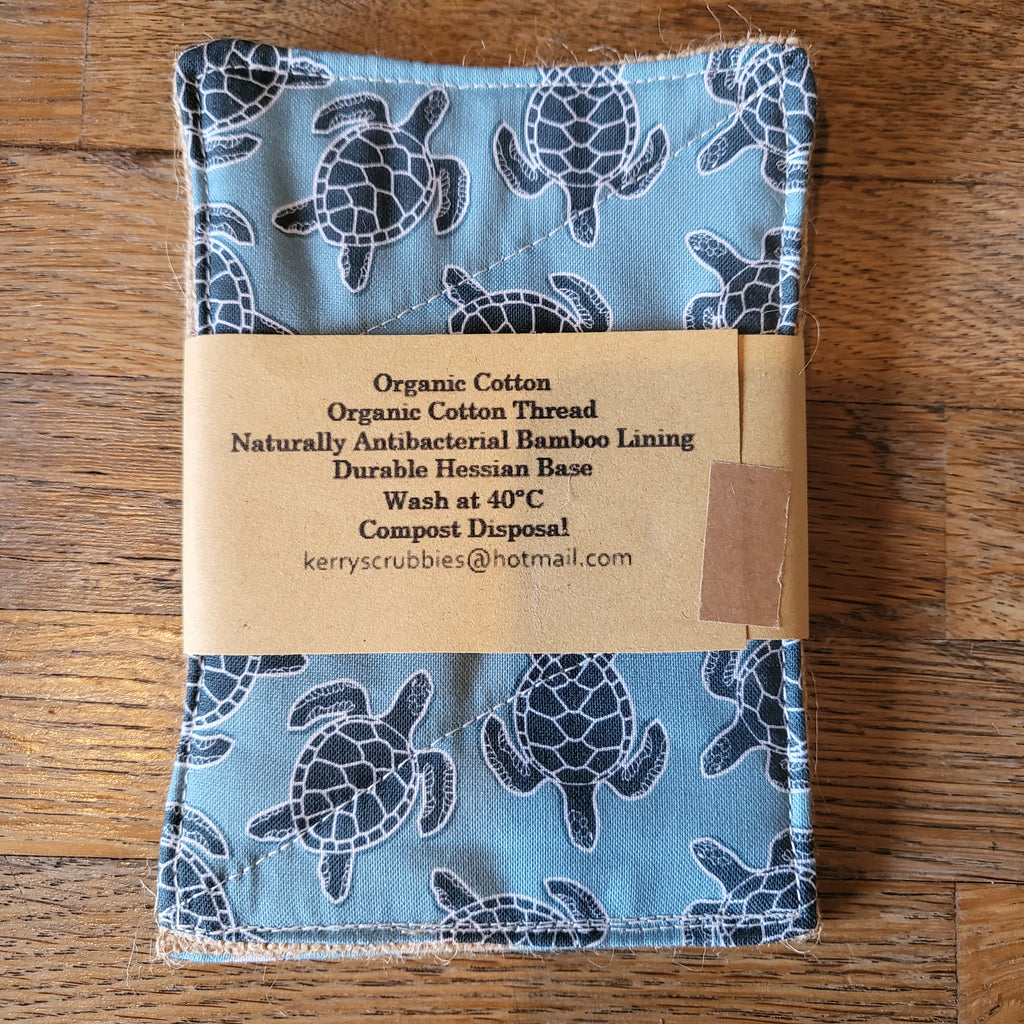 Organic Cotton
Organic Cotton Thread
Naturally Antibacterial Bamboo Lining
Durable Hessian Base
Wash at 40°C
Compost Disposal
kerryscrubbies@hotmail.com